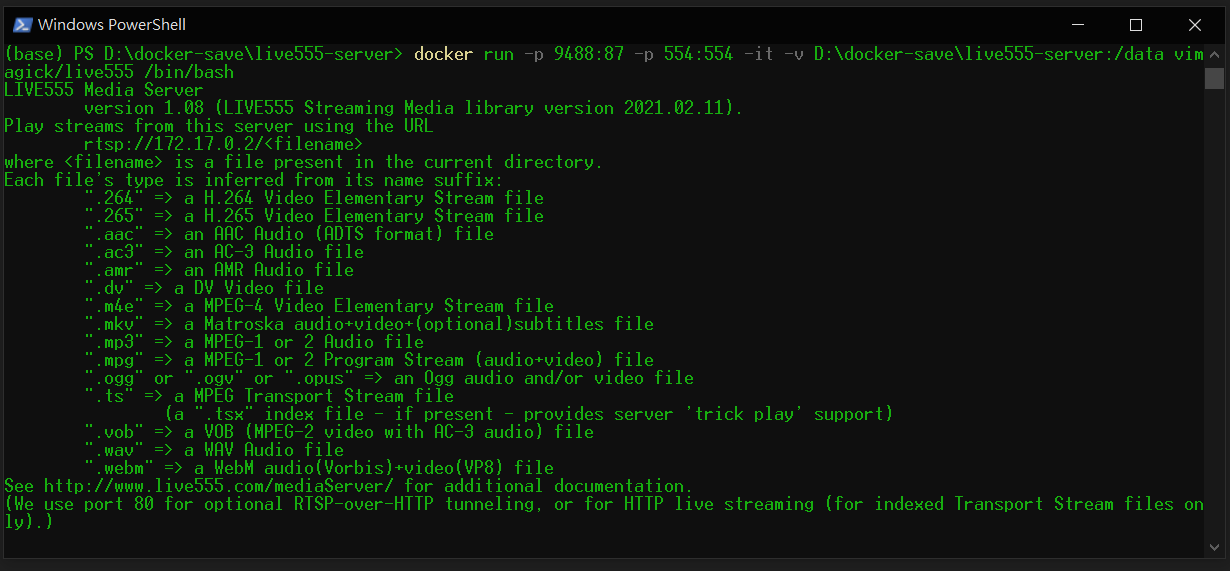 Windows PowerShell
(base) PS D:\docker-save\live555-server> docker run -p 9488:87 -p 554:554 -it -v D:\docker-save\live555-server:/data vim
agick/live555 /bin/bash
LIVE555 Media Server
        version 1.08 (LIVE555 Streaming Media library version 2021.02.11).
Play streams from this server using the URL
        rtsp://172.17.0.2/<filename>
where <filename> is a file present in the current directory.
Each file's type is inferred from its name suffix:
        ".264" => a H.264 Video Elementary Stream file
        ".265" => a H.265 Video Elementary Stream file
        ".aac" => an AAC Audio (ADTS format) file
        ".ac3" => an AC-3 Audio file
        ".amr" => an AMR Audio file
        ".dv" => a DV Video file
        ".m4e" => a MPEG-4 Video Elementary Stream file
        ".mkv" => a Matroska audio+video+(optional)subtitles file
        ".mp3" => a MPEG-1 or 2 Audio file
        ".mpg" => a MPEG-1 or 2 Program Stream (audio+video) file
        ".ogg" or ".ogv" or ".opus" => an Ogg audio and/or video file
        ".ts" => a MPEG Transport Stream file
                (a ".tsx" index file - if present - provides server 'trick play' support)
        ".vob" => a VOB (MPEG-2 video with AC-3 audio) file
        ".wav" => a WAV Audio file
        ".webm" => a WebM audio(Vorbis)+video(VP8) file
See http://www.live555.com/mediaServer/ for additional documentation.
(We use port 80 for optional RTSP-over-HTTP tunneling, or for HTTP live streaming (for indexed Transport Stream files on
ly).)